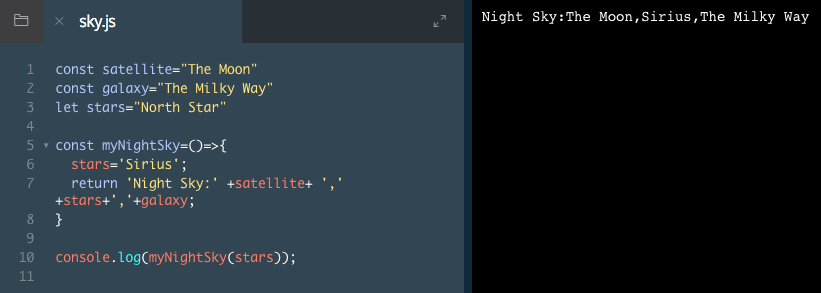 sky.js
Night Sky:The Moon,Sirius,The Milky Way
1 const satellite="The Moon"
2 const galaxy="The Milky Way"
3 let stars="North Star"
4
5 const myNightSky=()=>{
6 stars='Sirius';
7 return 'Night Sky:' +satellite+ ','
+stars+','+galaxy;
8 }
9
10 console.log(myNightSky(stars));
11